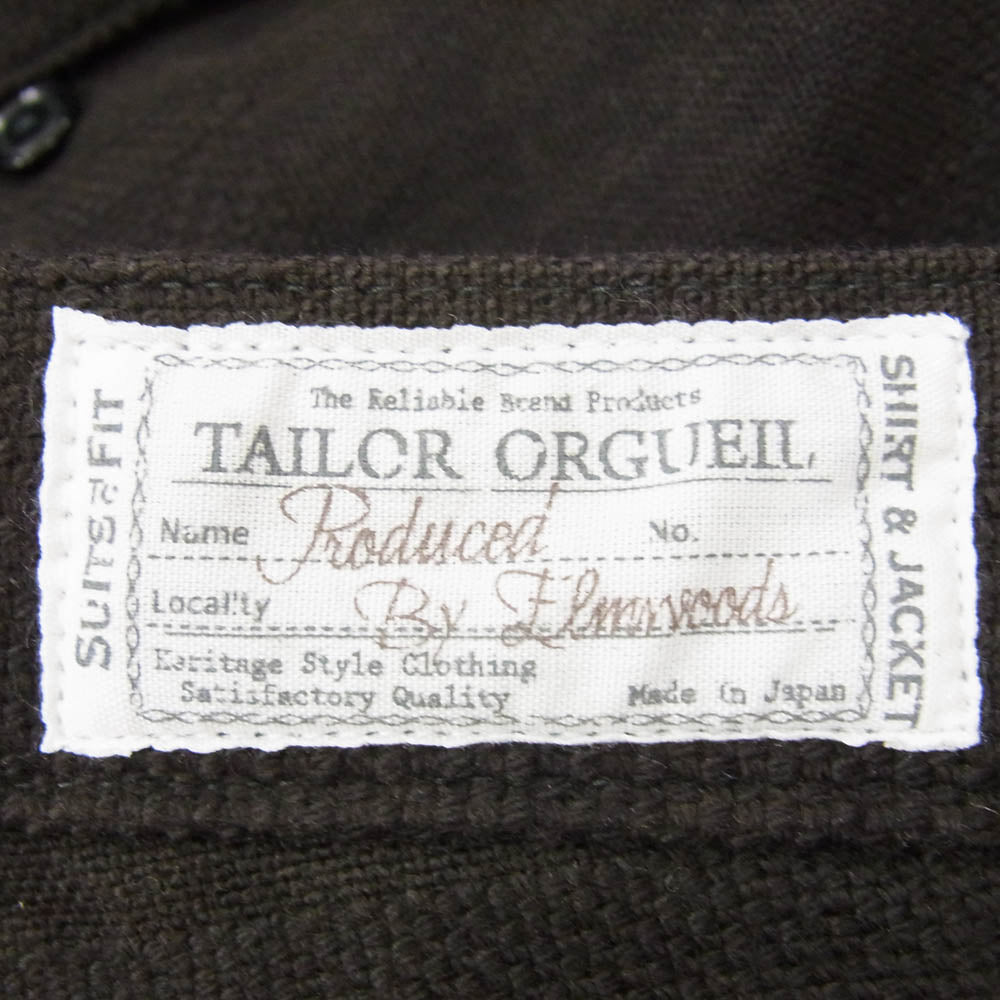 The Reliable Brand Products
TAILOR ORGUEIL
Name Produced No.
Locality By Elmwoods
Heritage Style Clothing
Satisfactory Quality Made in Japan
SUITS & FIT
SHIRT & JACKET